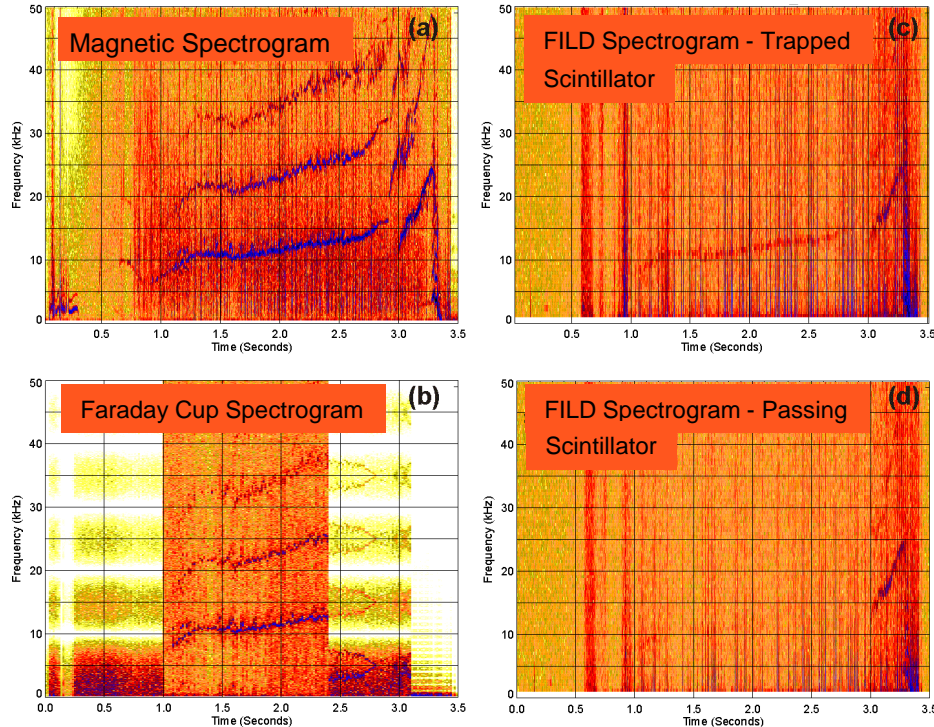 Magnetic Spectrogram
(a)
Frequency (kHz)
50
40
30
20
10
0
0.5 1.0 1.5 2.0 2.5 3.0 3.5
Time (Seconds)
FILD Spectrogram - Trapped
Scintillator
(c)
Frequency (kHz)
50
40
30
20
10
0
0.5 1.0 1.5 2.0 2.5 3.0 3.5
Time (Seconds)
Faraday Cup Spectrogram
(b)
Frequency (kHz)
50
40
30
20
10
0
0.5 1.0 1.5 2.0 2.5 3.0 3.5
Time (Seconds)
FILD Spectrogram - Passing
Scintillator
(d)
Frequency (kHz)
50
40
30
20
10
0
0.5 1.0 1.5 2.0 2.5 3.0 3.5
Time (Seconds)